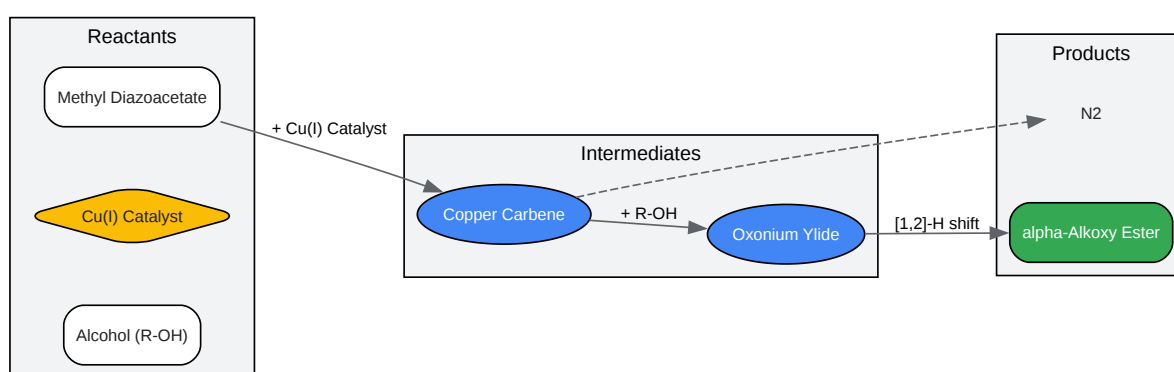 Reactants
Methyl Diazoacetate
Cu(I) Catalyst
Alcohol (R-OH)
+ Cu(I) Catalyst
Intermediates
Copper Carbene
+ R-OH
Oxonium Ylide
[1,2]-H shift
Products
N2
alpha-Alkoxy Ester